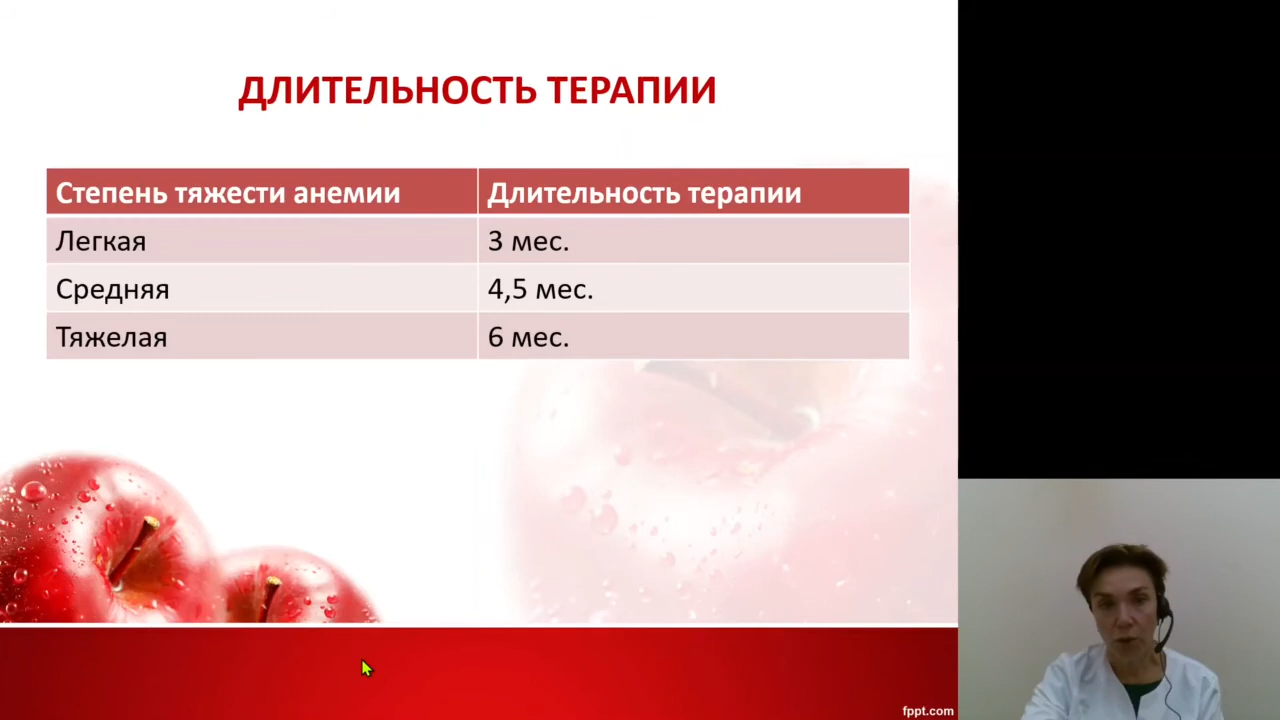 ДЛИТЕЛЬНОСТЬ ТЕРАПИИ
Степень тяжести анемии Длительность терапии
Легкая 3 мес.
Средняя 4,5 мес.
Тяжелая 6 мес.
fppt.com